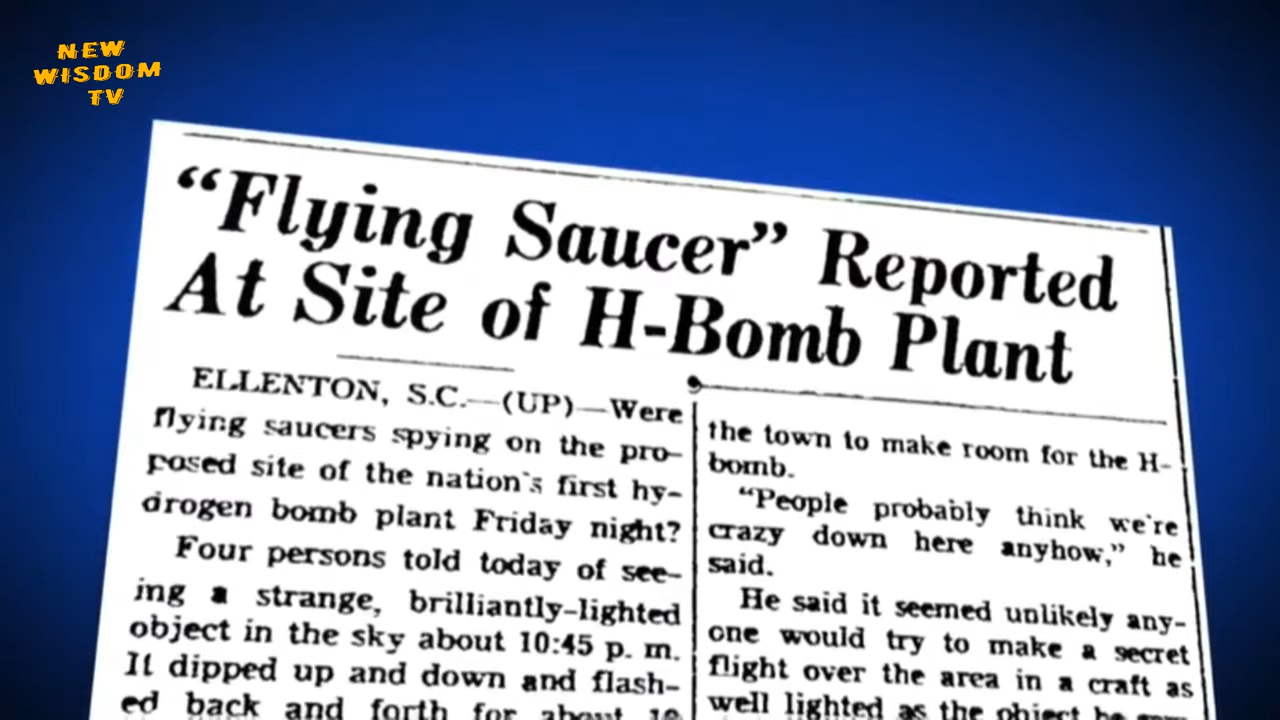 NEW
WISDOM
TV
“Flying Saucer” Reported
At Site of H-Bomb Plant
ELLENTON, S.C.—(UP)—Were
flying saucers spying on the pro-
posed site of the nation's first hy-
drogen bomb plant Friday night?
Four persons told today of see-
ing a strange, brilliantly-lighted
object in the sky about 10:45 p. m.
It dipped up and down and flash-
ed back and forth for about
the town to make room for the H-
bomb.
“People probably think we're
crazy down here anyhow,” he
said.
He said it seemed unlikely any-
one would try to make a secret
flight over the area in a craft as
well lighted as the object he